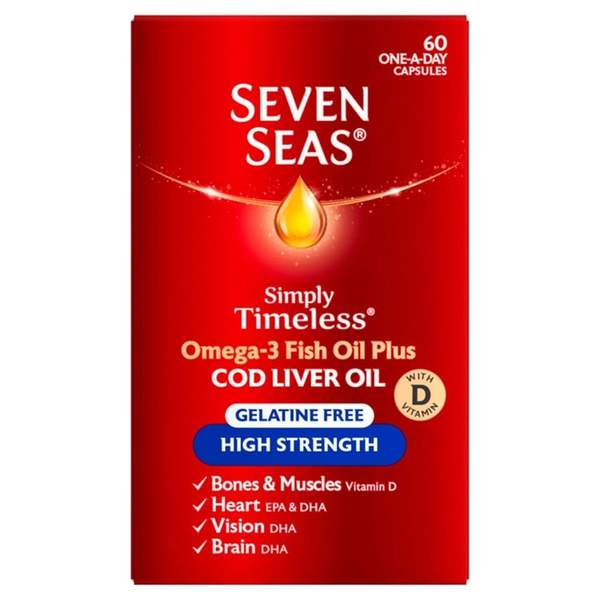 60
ONE-A-DAY
CAPSULES
SEVEN
SEAS®
Simply
Timeless®
Omega-3 Fish Oil Plus
COD LIVER OIL
WITH
D
VITAMIN
GELATINE FREE
HIGH STRENGTH
✓ Bones & Muscles Vitamin D
✓ Heart EPA & DHA
✓ Vision DHA
✓ Brain DHA